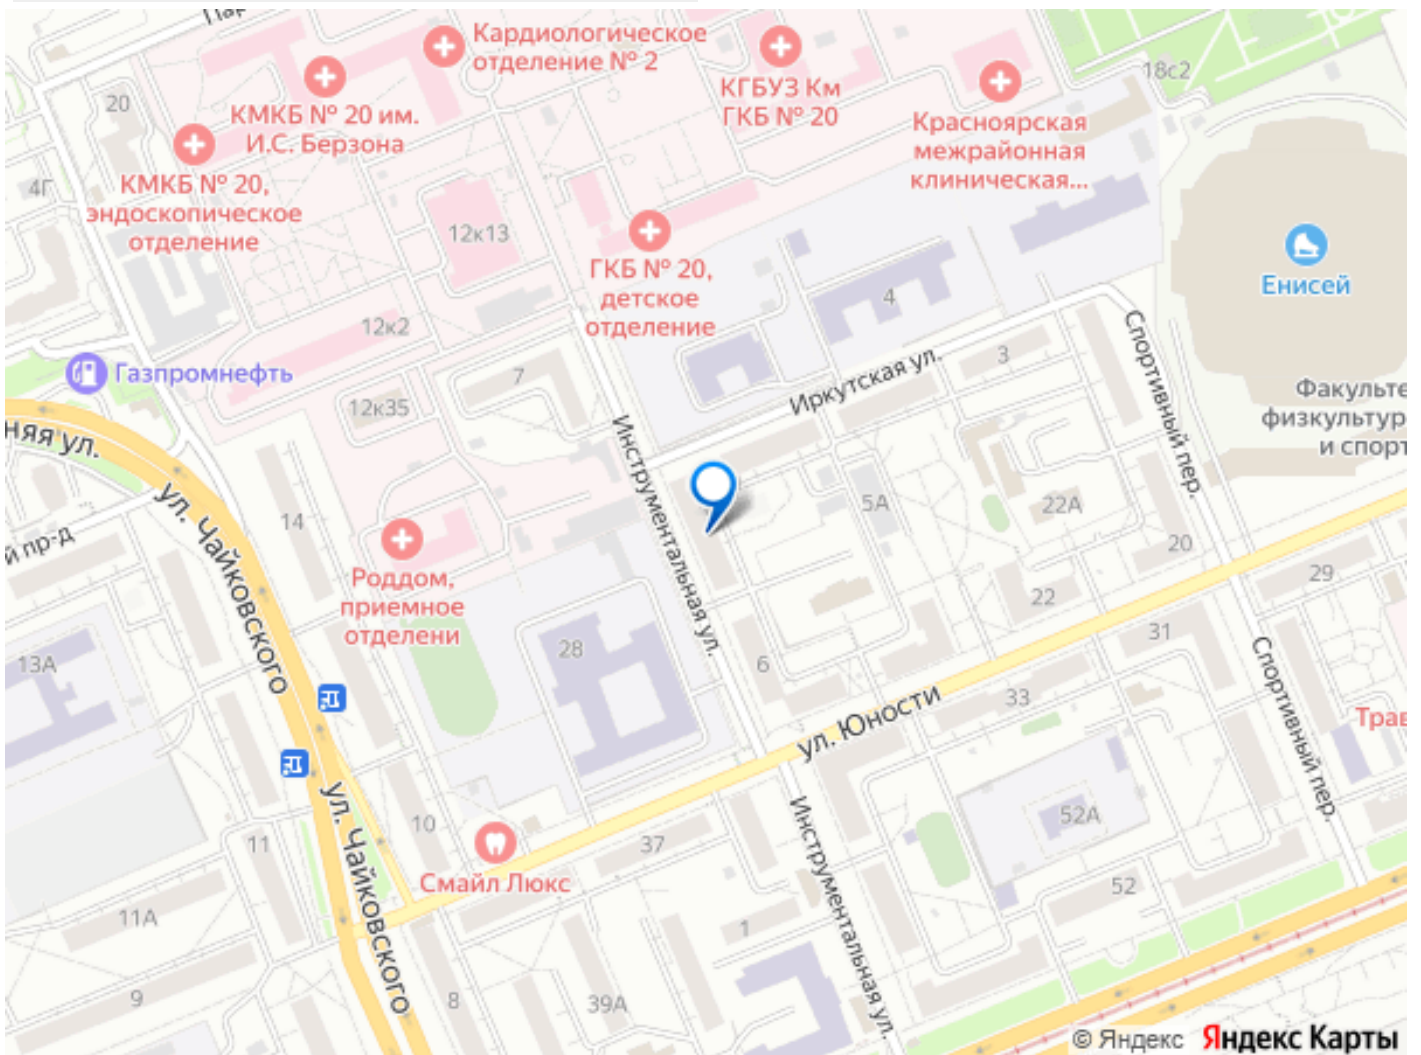 Кардиологическое
отделение № 2
КМКБ № 20 им.
И.С. Берзона
КГБУЗ Км
ГКБ № 20
18с2
20
Красноярская
межрайонная
клиническая...
КМКБ № 20,
эндоскопическое
отделение
4Г
12к13
ГКБ № 20,
детское
отделение
4
Енисей
12к2
Газпромнефть
7
3
Иркутская ул.
Спортивный пер.
12к35
Факульте
физкультур
и спорт
няя ул.
Инструментальная ул.
ул. Чайковского
14
5А
22А
й пр-д
20
Роддом,
приемное
отделени
22
29
31
28
13А
6
33
Спортивный пер.
ул. Юности
Трав
ул. Чайковского
10
11
37
52А
Инструментальная ул.
Смайл Люкс
52
11А
1
9
8
39А
© Яндекс Яндекс Карты